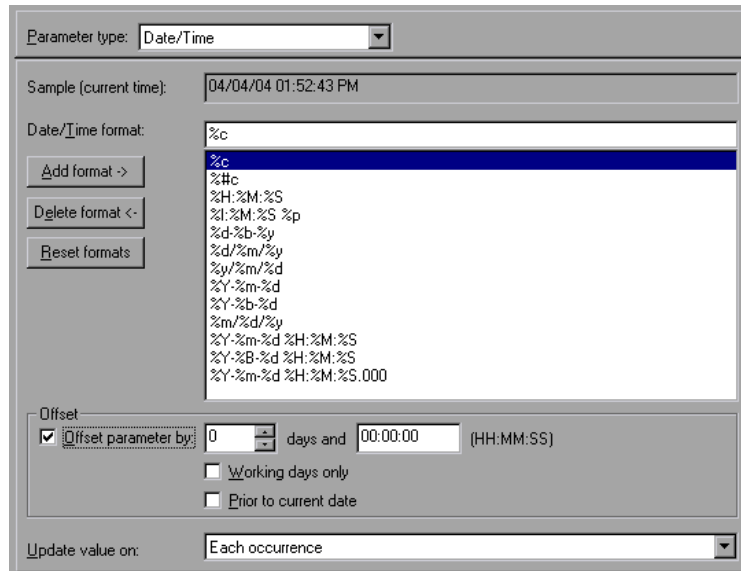 Parameter type: Date/Time
Sample (current time): 04/04/04 01:52:43 PM
Date/Time format: %c
Add format ->
Delete format <-
Reset formats
%c
%#c
%H:%M:%S
%I:%M:%S %p
%d-%b-%y
%d/%m/%y
%y/%m/%d
%Y-%m-%d
%Y-%b-%d
%m/%d/%y
%Y-%m-%d %H:%M:%S
%Y-%B-%d %H:%M:%S
%Y-%m-%d %H:%M:%S.000
Offset
Offset parameter by: 0 days and 00:00:00 (HH:MM:SS)
Working days only
Prior to current date
Update value on: Each occurrence